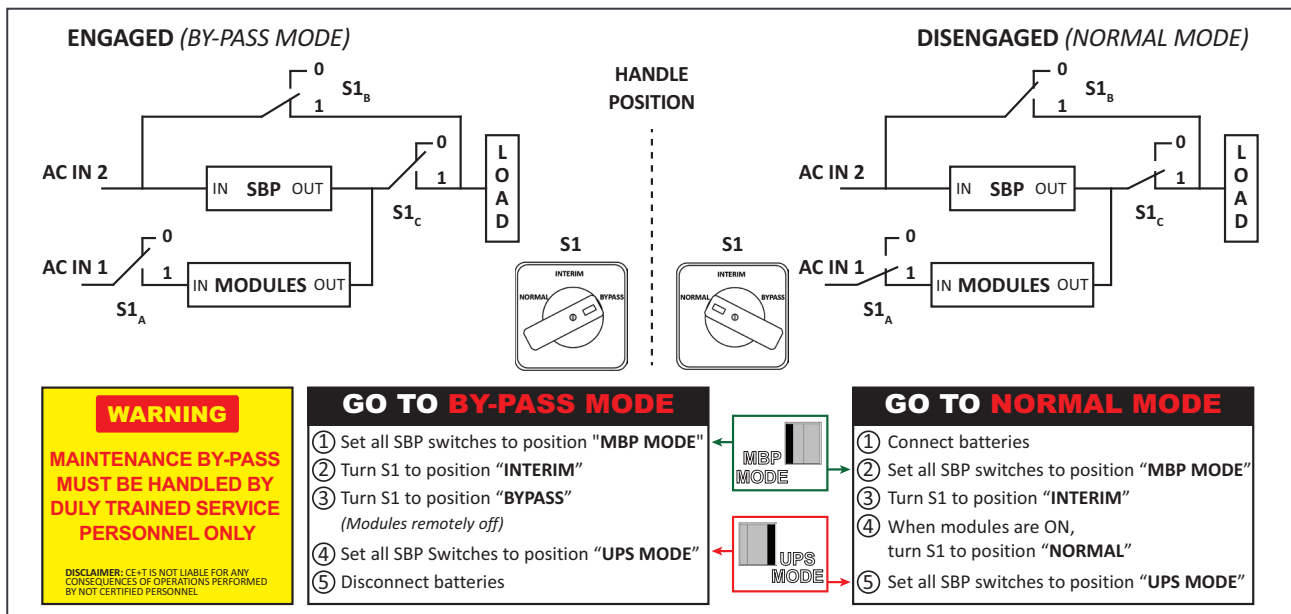 ENGAGED (BY-PASS MODE)
0
1
S1B
AC IN 2
IN SBP OUT
0
1
S1C
LOAD
AC IN 1
0
1
S1A
IN MODULES OUT
HANDLE
POSITION
S1
INTERIM
NORMAL
BYPASS
S1
INTERIM
NORMAL
BYPASS
DISENGAGED (NORMAL MODE)
0
1
S1B
AC IN 2
IN SBP OUT
0
1
S1C
LOAD
AC IN 1
0
1
S1A
IN MODULES OUT
WARNING
MAINTENANCE BY-PASS
MUST BE HANDLED BY
DULY TRAINED SERVICE
PERSONNEL ONLY
DISCLAIMER: CE+T IS NOT LIABLE FOR ANY
CONSEQUENCES OF OPERATIONS PERFORMED
BY NOT CERTIFIED PERSONNEL
GO TO BY-PASS MODE
1 Set all SBP switches to position "MBP MODE"
2 Turn S1 to position “INTERIM”
3 Turn S1 to position “BYPASS”
(Modules remotely off)
4 Set all SBP Switches to position “UPS MODE”
5 Disconnect batteries
MBP
MODE
UPS
MODE
GO TO NORMAL MODE
1 Connect batteries
2 Set all SBP switches to position “MBP MODE”
3 Turn S1 to position “INTERIM”
4 When modules are ON,
turn S1 to position “NORMAL”
5 Set all SBP switches to position “UPS MODE”